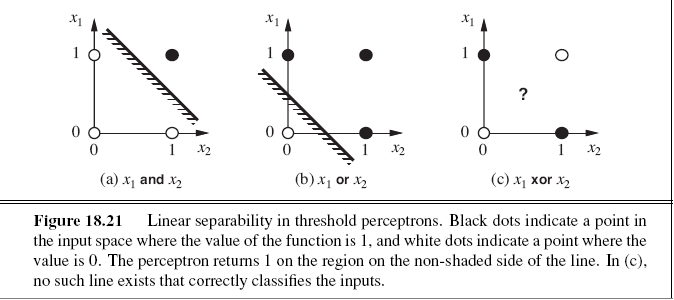 x1 x1 x1
1 1 1
?
0 0 0
0 1 x2 0 1 x2 0 1 x2
(a) x1 and x2 (b) x1 or x2 (c) x1 xor x2
Figure 18.21 Linear separability in threshold perceptrons. Black dots indicate a point in
the input space where the value of the function is 1, and white dots indicate a point where the
value is 0. The perceptron returns 1 on the region on the non-shaded side of the line. In (c),
no such line exists that correctly classifies the inputs.